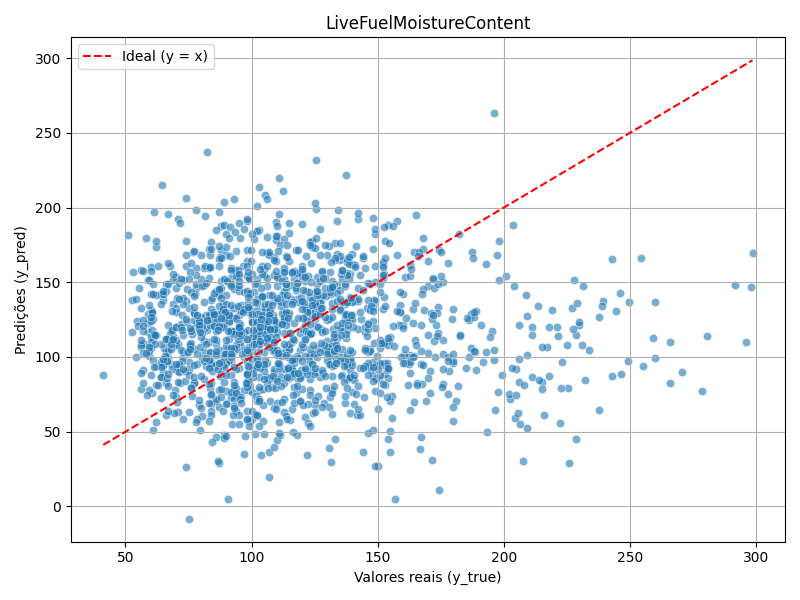 LiveFuelMoistureContent
Ideal (y = x)
300
250
200
150
100
50
0
Predições (y_pred)
50 100 150 200 250 300
Valores reais (y_true)